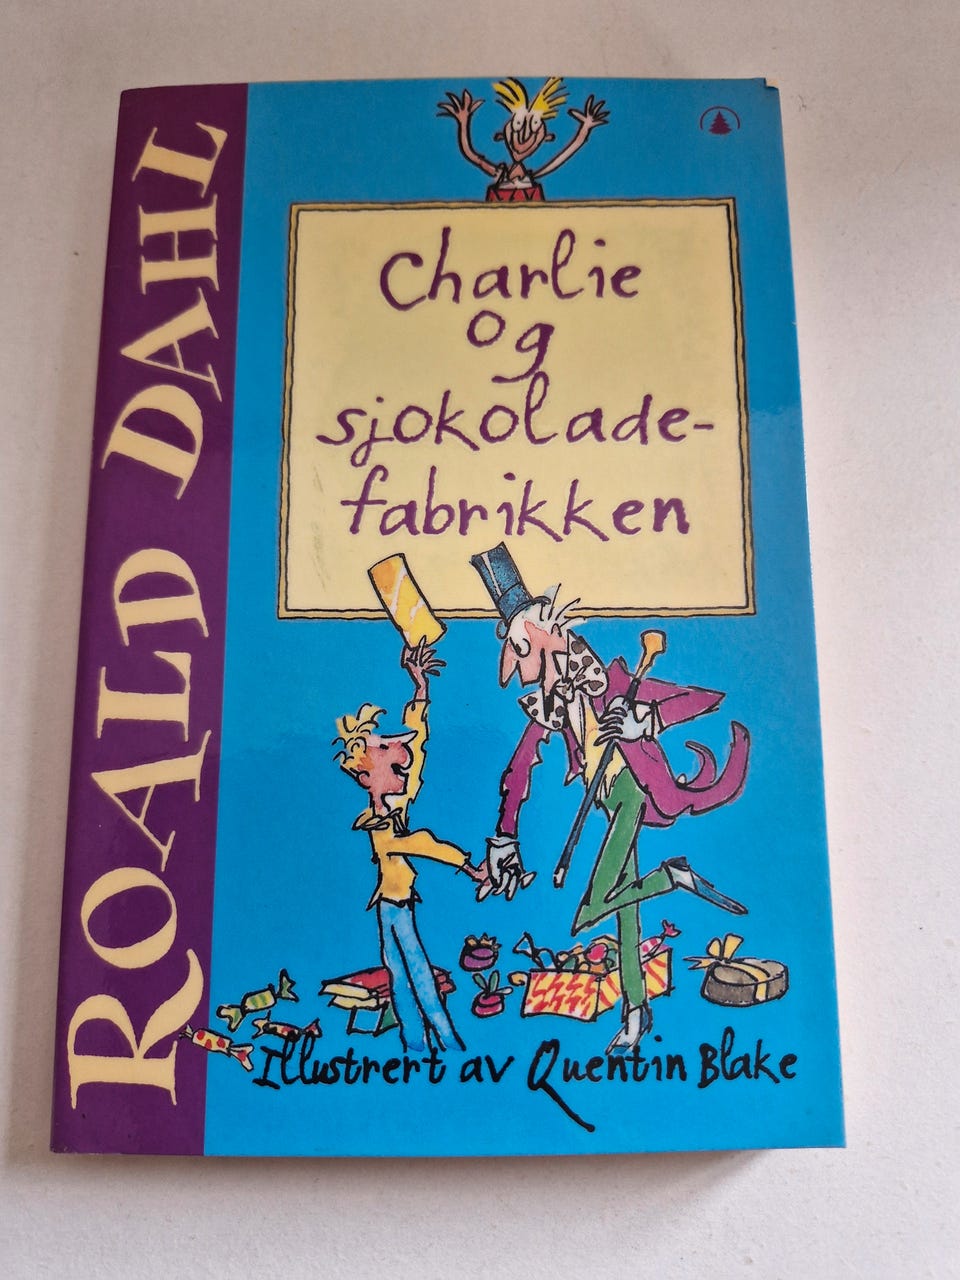 ROALD DAHL
Charlie
og
sjokolade-
fabrikken
Illustrert av Quentin Blake